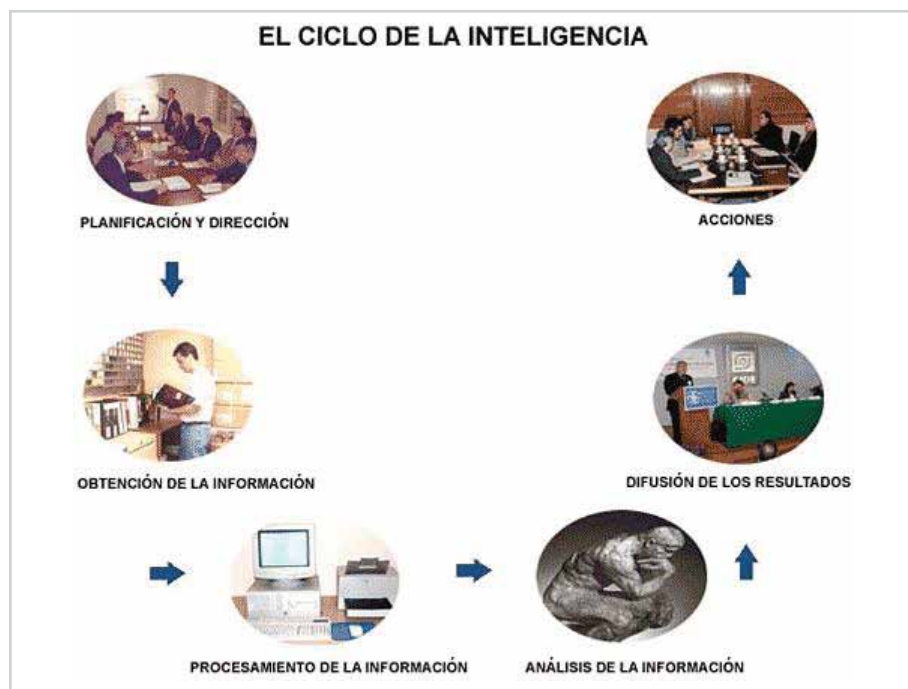 EL CICLO DE LA INTELIGENCIA
PLANIFICACIÓN Y DIRECCIÓN
OBTENCIÓN DE LA INFORMACIÓN
PROCESAMIENTO DE LA INFORMACIÓN
ANÁLISIS DE LA INFORMACIÓN
DIFUSIÓN DE LOS RESULTADOS
ACCIONES